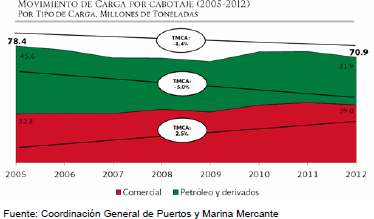 MOVIMIENTO DE CARGA POR CABOTAJE (2005-2012)
POR TIPO DE CARGA. MILLONES DE TONELADAS
78.4
TMCA:
-1.4%
70.9
45.6
31.9
TMCA:
-5.0%
32.8
39.0
TMCA:
2.5%
2005 2006 2007 2008 2009 2010 2011 2012
Comercial Petróleo y derivados
Fuente: Coordinación General de Puertos y Marina Mercante